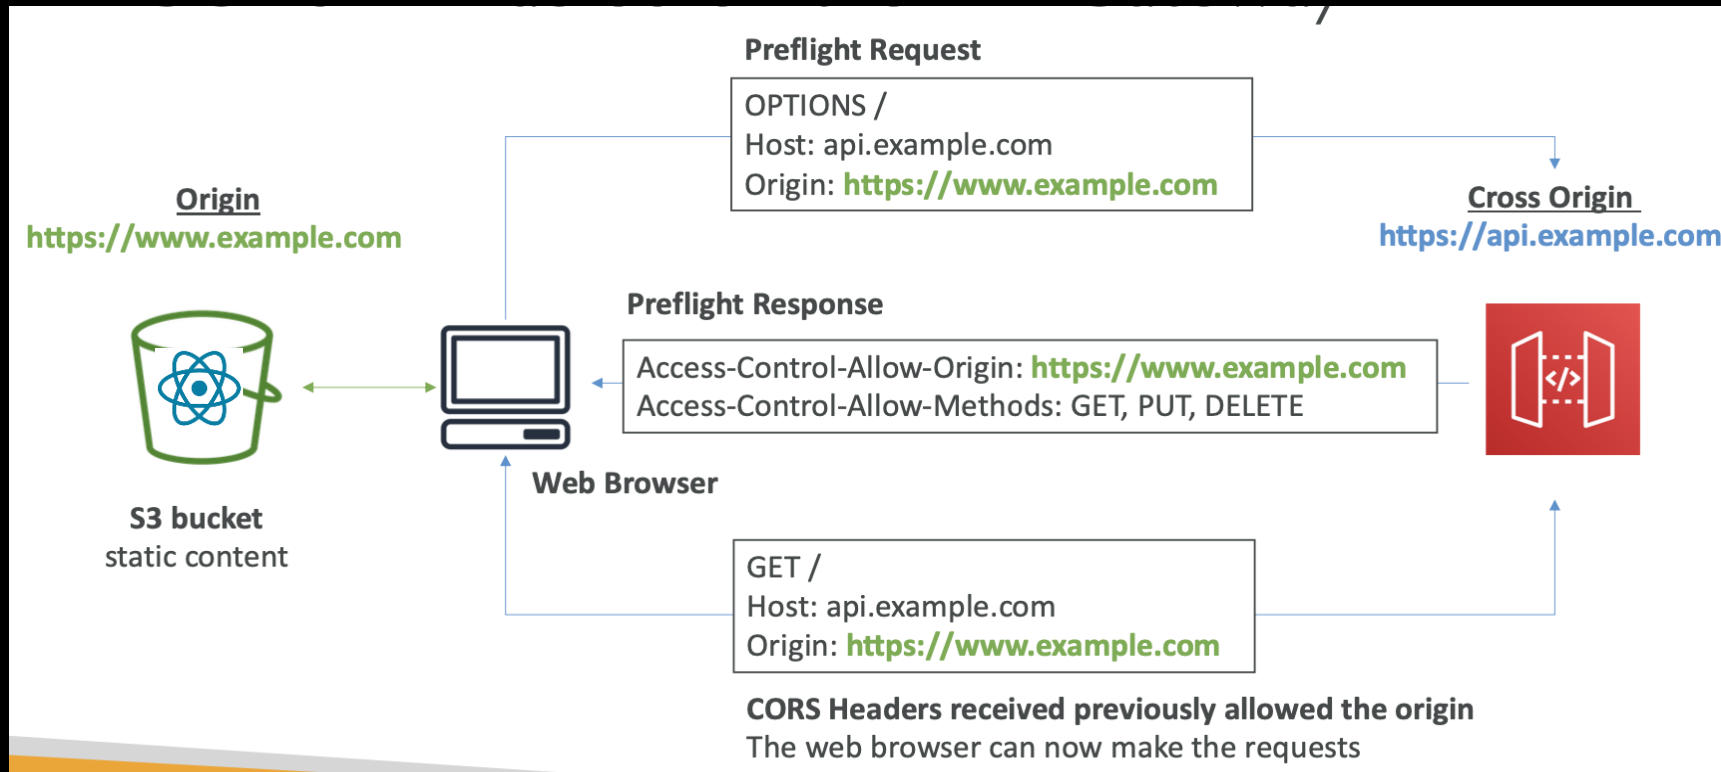 Preflight Request
OPTIONS /
Host: api.example.com
Origin: https://www.example.com
Origin
https://www.example.com
Cross Origin
https://api.example.com
Preflight Response
Access-Control-Allow-Origin: https://www.example.com
Access-Control-Allow-Methods: GET, PUT, DELETE
</>
Web Browser
S3 bucket
static content
GET /
Host: api.example.com
Origin: https://www.example.com
CORS Headers received previously allowed the origin
The web browser can now make the requests